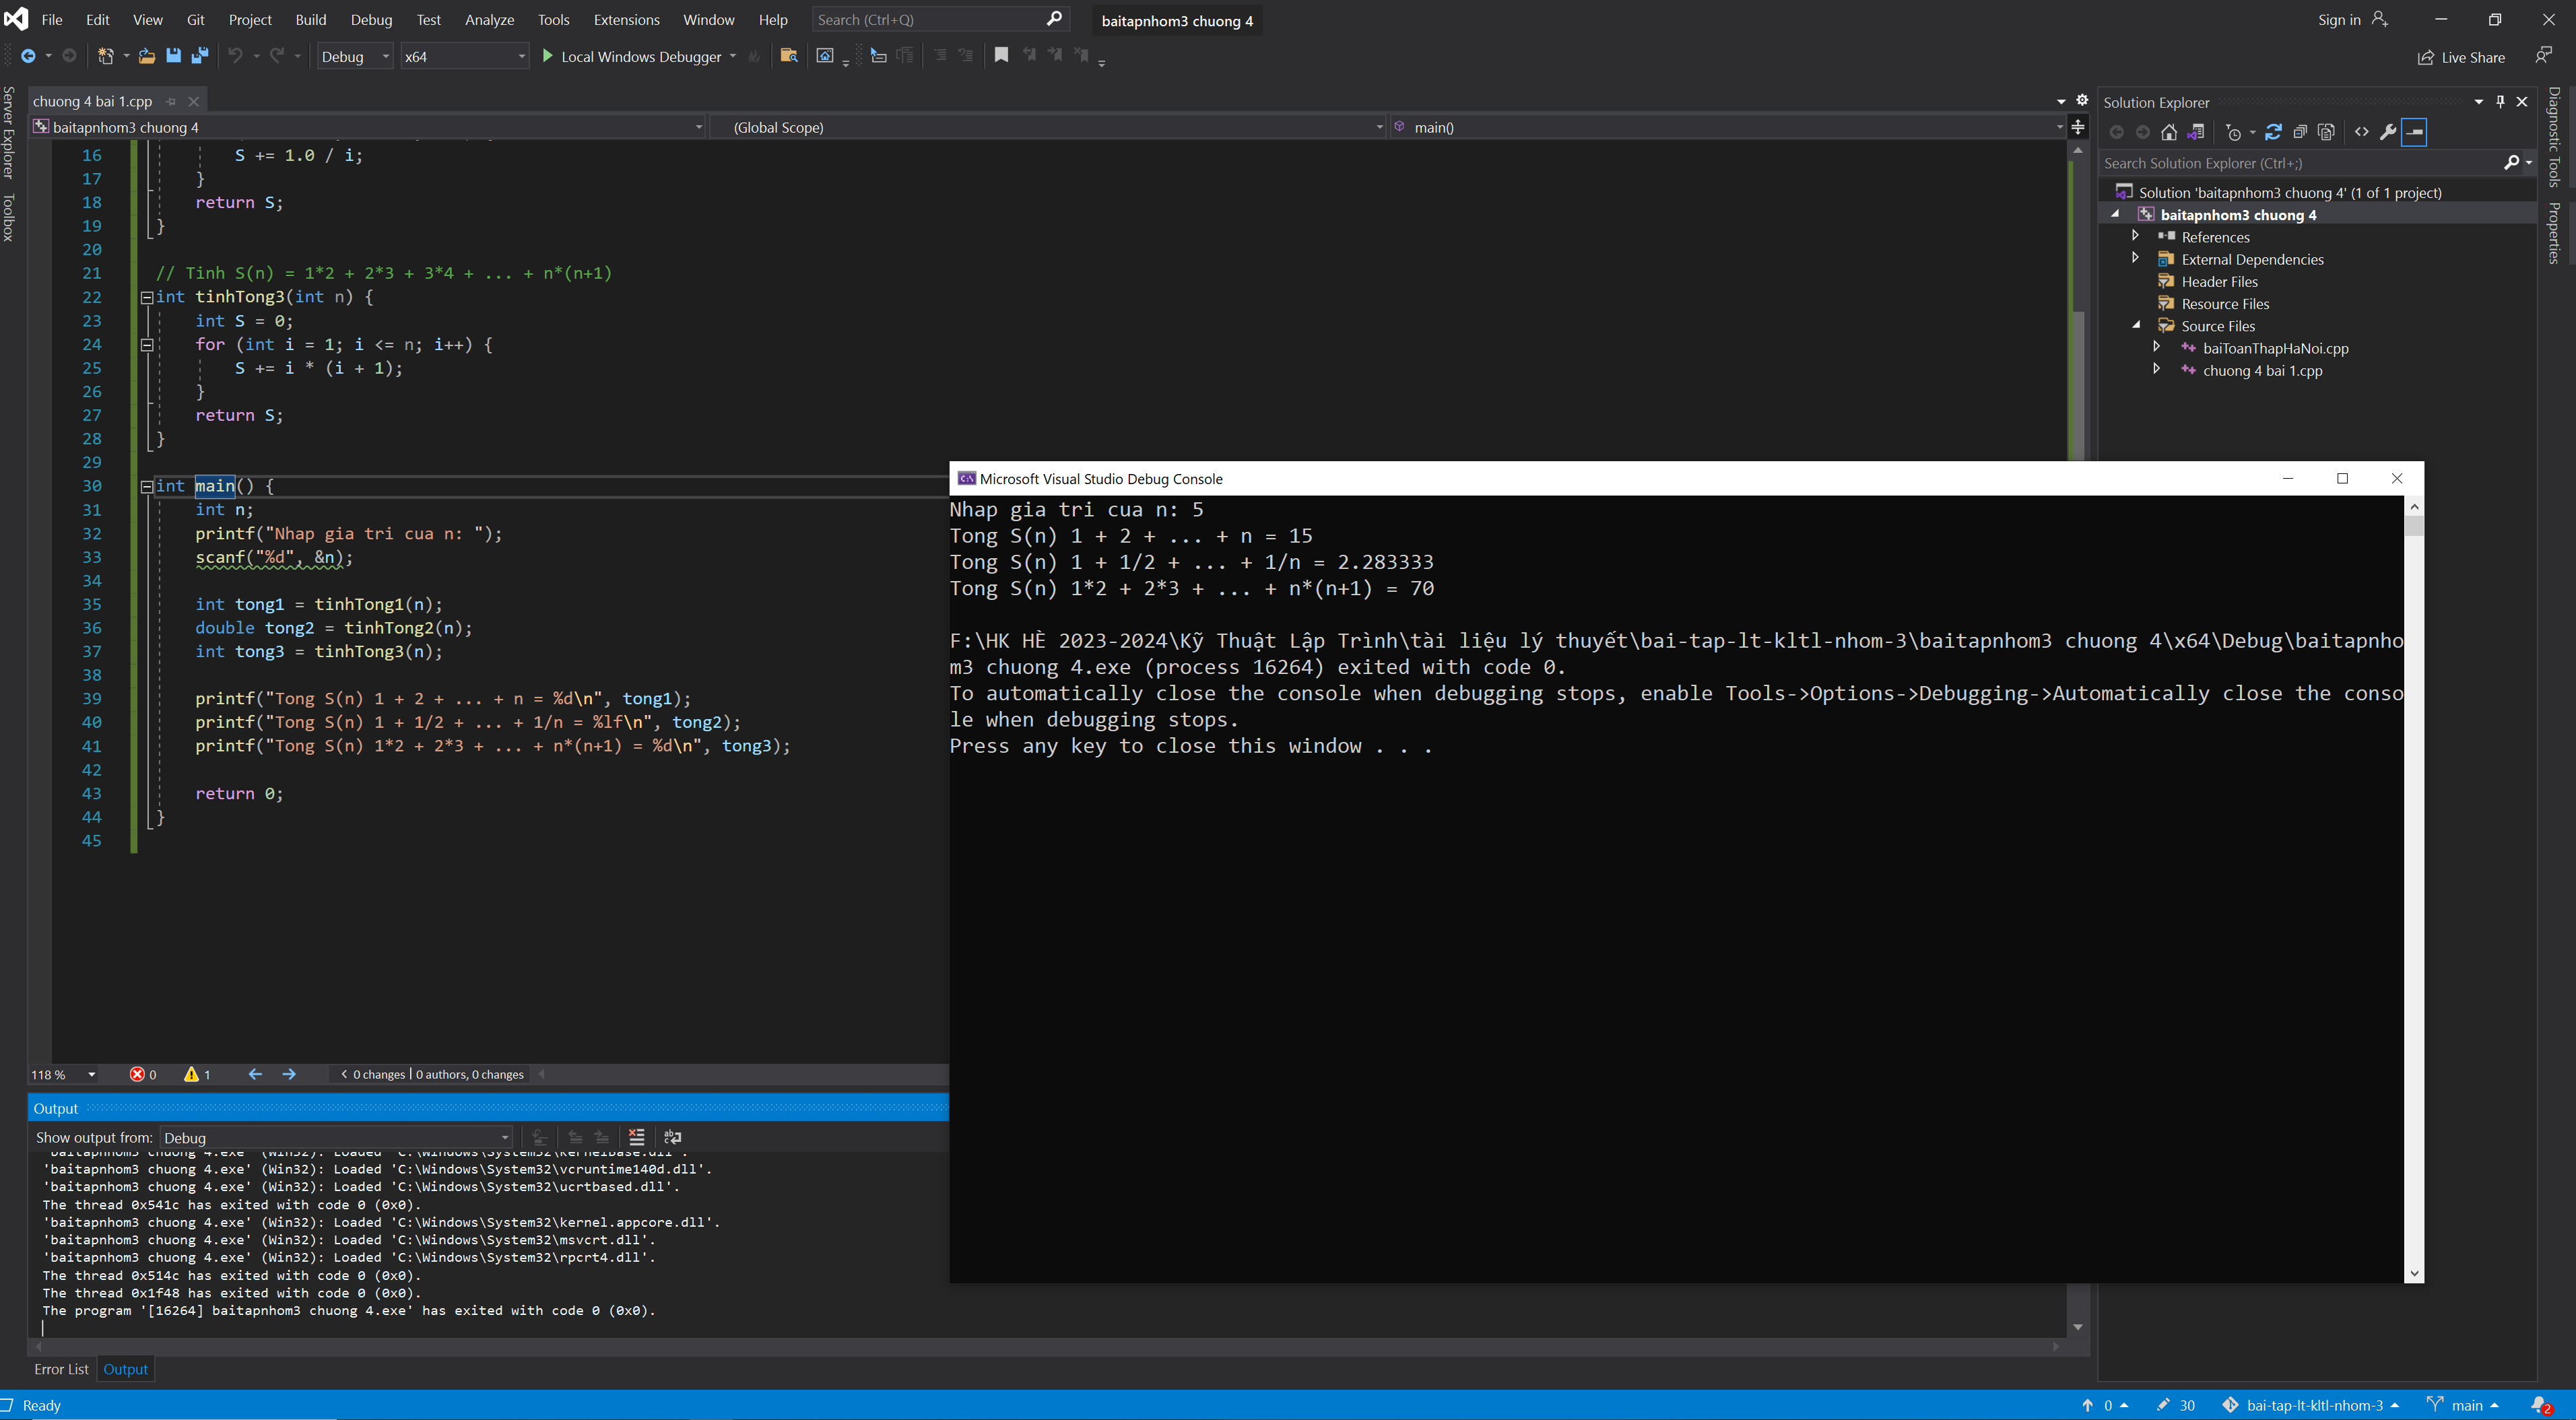 File Edit View Git Project Build Debug Test Analyze Tools Extensions Window Help Search (Ctrl+Q) baitapnhom3 chuong 4 Sign in
Debug x64 Local Windows Debugger Live Share
Server Explorer
Toolbox
chuong 4 bai 1.cpp
baitapnhom3 chuong 4 (Global Scope) main()
16 S += 1.0 / i;
17 }
18 return S;
19 }
20
21 // Tinh S(n) = 1*2 + 2*3 + 3*4 + ... + n*(n+1)
22 int tinhTong3(int n) {
23 int S = 0;
24 for (int i = 1; i <= n; i++) {
25 S += i * (i + 1);
26 }
27 return S;
28 }
29
30 int main() {
31 int n;
32 printf("Nhap gia tri cua n: ");
33 scanf("%d", &n);
34
35 int tong1 = tinhTong1(n);
36 double tong2 = tinhTong2(n);
37 int tong3 = tinhTong3(n);
38
39 printf("Tong S(n) 1 + 2 + ... + n = %d\n", tong1);
40 printf("Tong S(n) 1 + 1/2 + ... + 1/n = %lf\n", tong2);
41 printf("Tong S(n) 1*2 + 2*3 + ... + n*(n+1) = %d\n", tong3);
42
43 return 0;
44 }
45
118 % 0 1 0 changes | 0 authors, 0 changes
Microsoft Visual Studio Debug Console
Nhap gia tri cua n: 5
Tong S(n) 1 + 2 + ... + n = 15
Tong S(n) 1 + 1/2 + ... + 1/n = 2.283333
Tong S(n) 1*2 + 2*3 + ... + n*(n+1) = 70
F:\HK HÈ 2023-2024\Kỹ Thuật Lập Trình\tài liệu lý thuyết\bai-tap-lt-kltl-nhom-3\baitapnhom3 chuong 4\x64\Debug\baitapnho
m3 chuong 4.exe (process 16264) exited with code 0.
To automatically close the console when debugging stops, enable Tools->Options->Debugging->Automatically close the conso
le when debugging stops.
Press any key to close this window . . .
Output
Show output from: Debug
'baitapnhom3 chuong 4.exe' (Win32): Loaded 'C:\Windows\System32\KernelBase.dll'.
'baitapnhom3 chuong 4.exe' (Win32): Loaded 'C:\Windows\System32\vcruntime140d.dll'.
'baitapnhom3 chuong 4.exe' (Win32): Loaded 'C:\Windows\System32\ucrtbased.dll'.
The thread 0x541c has exited with code 0 (0x0).
'baitapnhom3 chuong 4.exe' (Win32): Loaded 'C:\Windows\System32\kernel.appcore.dll'.
'baitapnhom3 chuong 4.exe' (Win32): Loaded 'C:\Windows\System32\msvcrt.dll'.
'baitapnhom3 chuong 4.exe' (Win32): Loaded 'C:\Windows\System32\rpcrt4.dll'.
The thread 0x514c has exited with code 0 (0x0).
The thread 0x1f48 has exited with code 0 (0x0).
The program '[16264] baitapnhom3 chuong 4.exe' has exited with code 0 (0x0).
Error List Output
Solution Explorer
Search Solution Explorer (Ctrl+;)
Solution 'baitapnhom3 chuong 4' (1 of 1 project)
baitapnhom3 chuong 4
References
External Dependencies
Header Files
Resource Files
Source Files
baiToanThapHaNoi.cpp
chuong 4 bai 1.cpp
Diagnostic Tools
Properties
Ready 0 30 bai-tap-lt-kltl-nhom-3 main 2